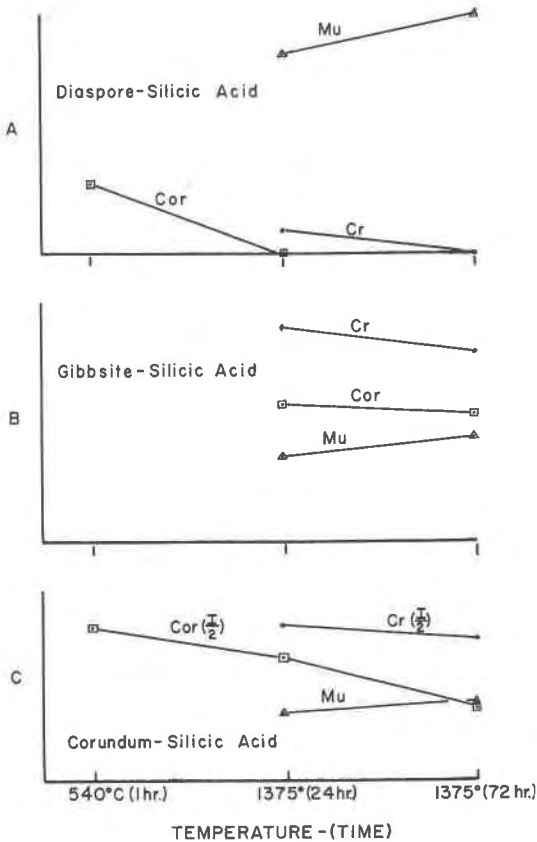 Mu
Diaspore-Silicic Acid
A
Cor
Cr
Cr
Gibbsite-Silicic Acid
Cor
B
Mu
Cor (I/2)
Cr (I/2)
C
Mu
Corundum-Silicic Acid
540°C (1hr.) 1375° (24 hr.) 1375° (72 hr.)
TEMPERATURE-(TIME)